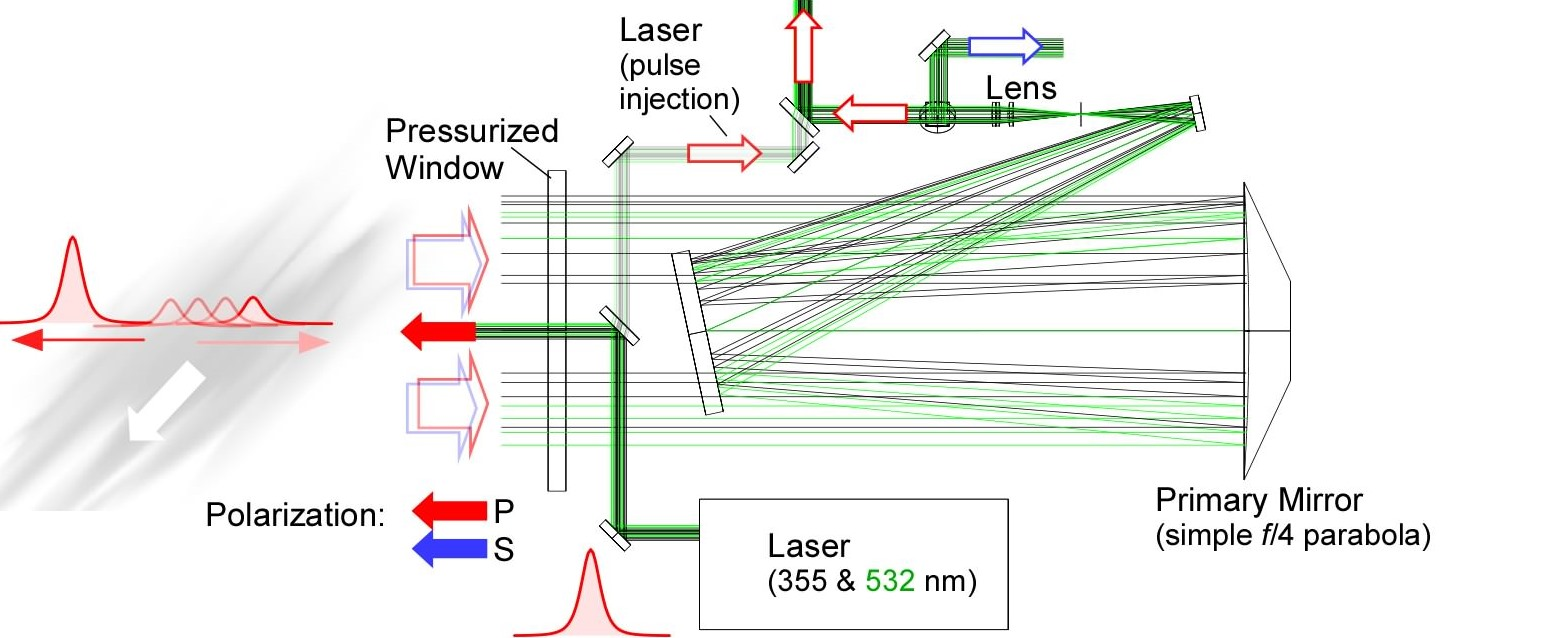 Laser
(pulse
injection)
Lens
Pressurized
Window
Polarization:
P
S
Laser
(355 & 532 nm)
Primary Mirror
(simple f/4 parabola)